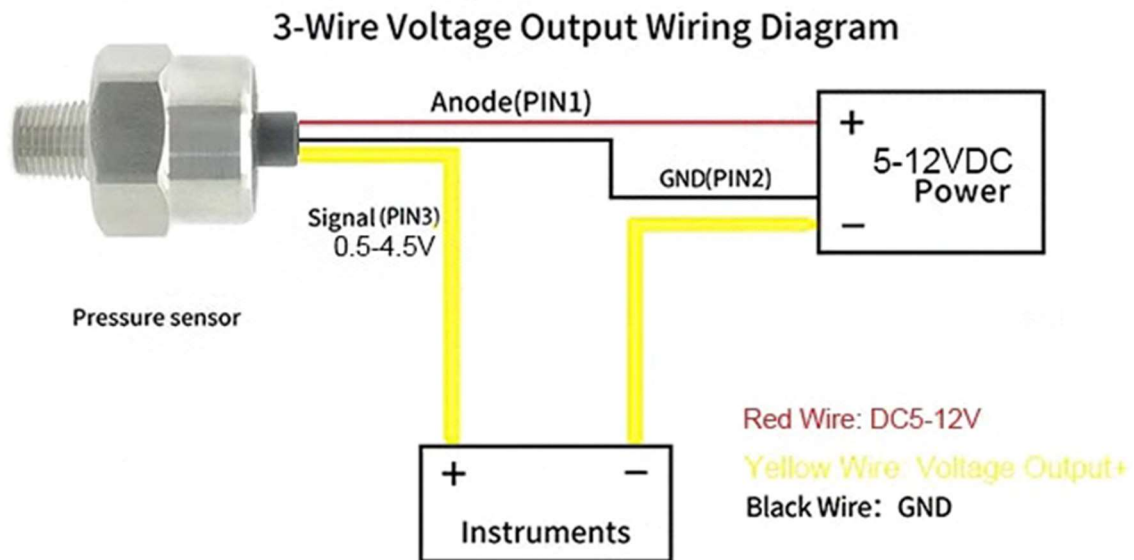 3-Wire Voltage Output Wiring Diagram
Anode(PIN1)
+
5-12VDC
Power
GND(PIN2)
−
Signal(PIN3)
0.5-4.5V
Pressure sensor
Red Wire: DC5-12V
Yellow Wire: Voltage Output+
Black Wire: GND
+ −
Instruments